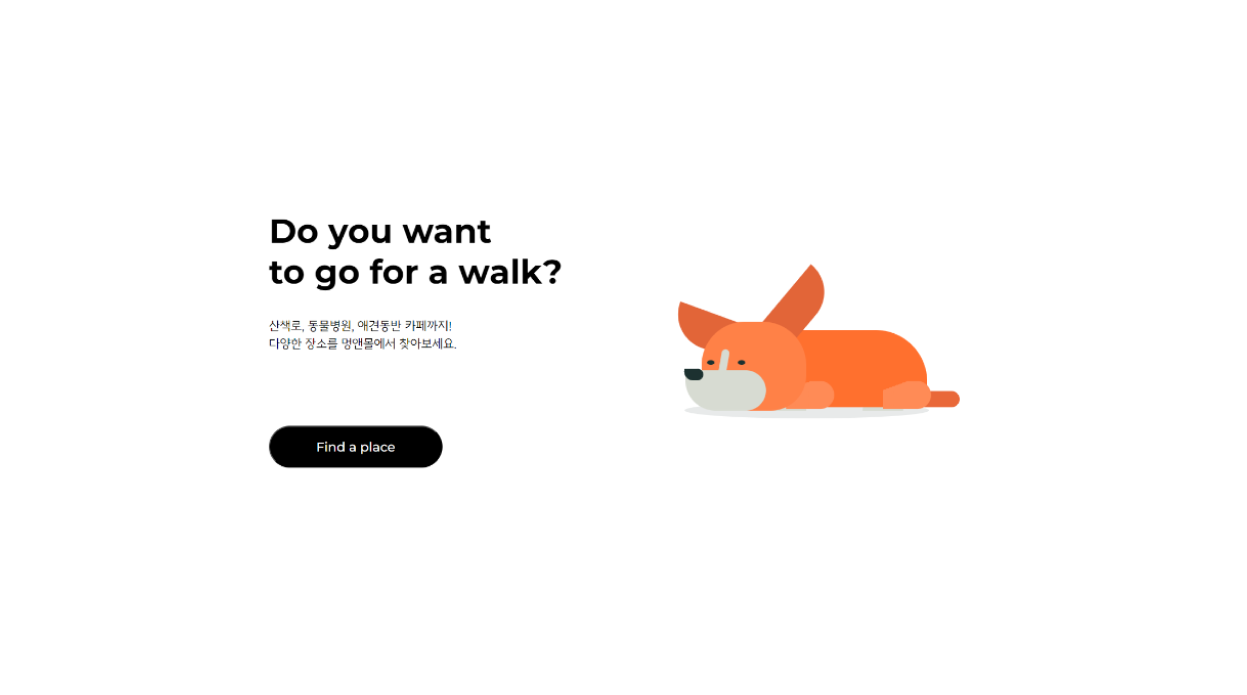 Do you want
to go for a walk?
산책로, 동물병원, 애견동반 카페까지!
다양한 장소를 멍앤몰에서 찾아보세요.
Find a place